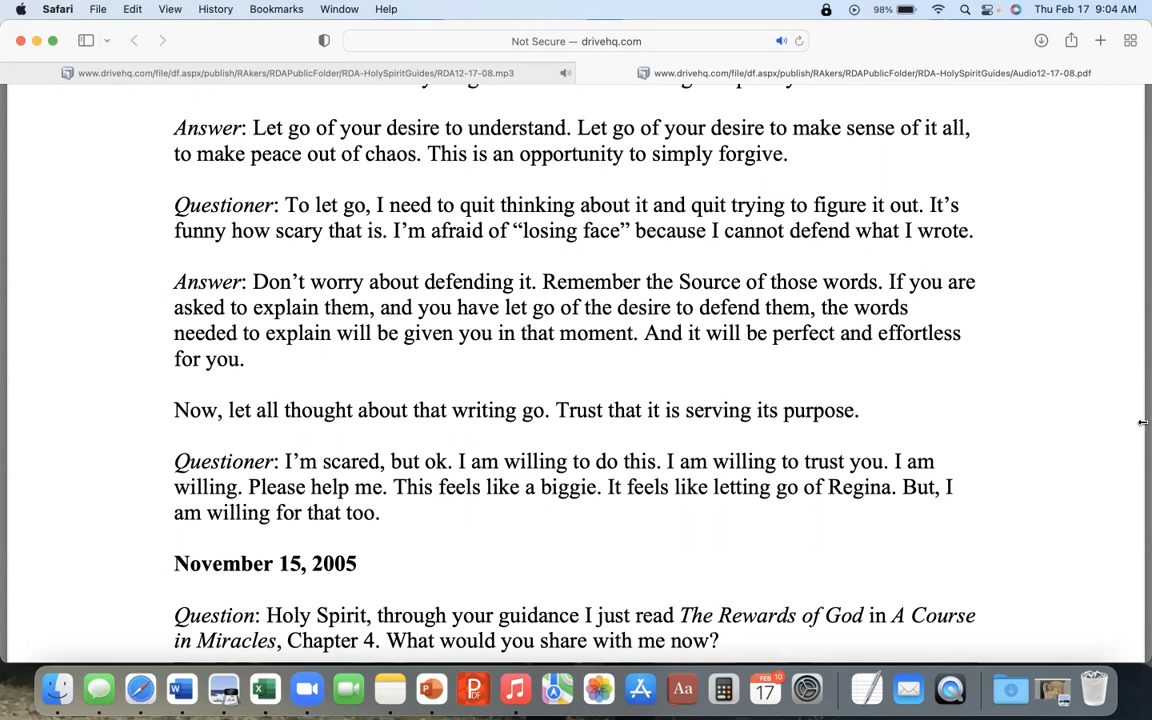 Safari File Edit View History Bookmarks Window Help 98% Thu Feb 17 9:04 AM
Not Secure — drivehq.com
www.drivehq.com/file/df.aspx/publish/RAkers/RDAPublicFolder/RDA-HolySpiritGuides/RDA12-17-08.mp3 www.drivehq.com/file/df.aspx/publish/RAkers/RDAPublicFolder/RDA-HolySpiritGuides/Audio12-17-08.pdf
Answer: Let go of your desire to understand. Let go of your desire to make sense of it all,
to make peace out of chaos. This is an opportunity to simply forgive.
Questioner: To let go, I need to quit thinking about it and quit trying to figure it out. It’s
funny how scary that is. I’m afraid of “losing face” because I cannot defend what I wrote.
Answer: Don’t worry about defending it. Remember the Source of those words. If you are
asked to explain them, and you have let go of the desire to defend them, the words
needed to explain will be given you in that moment. And it will be perfect and effortless
for you.
Now, let all thought about that writing go. Trust that it is serving its purpose.
Questioner: I’m scared, but ok. I am willing to do this. I am willing to trust you. I am
willing. Please help me. This feels like a biggie. It feels like letting go of Regina. But, I
am willing for that too.
November 15, 2005
Question: Holy Spirit, through your guidance I just read The Rewards of God in A Course
in Miracles, Chapter 4. What would you share with me now?
W X P PDF A Aa FEB 10 17